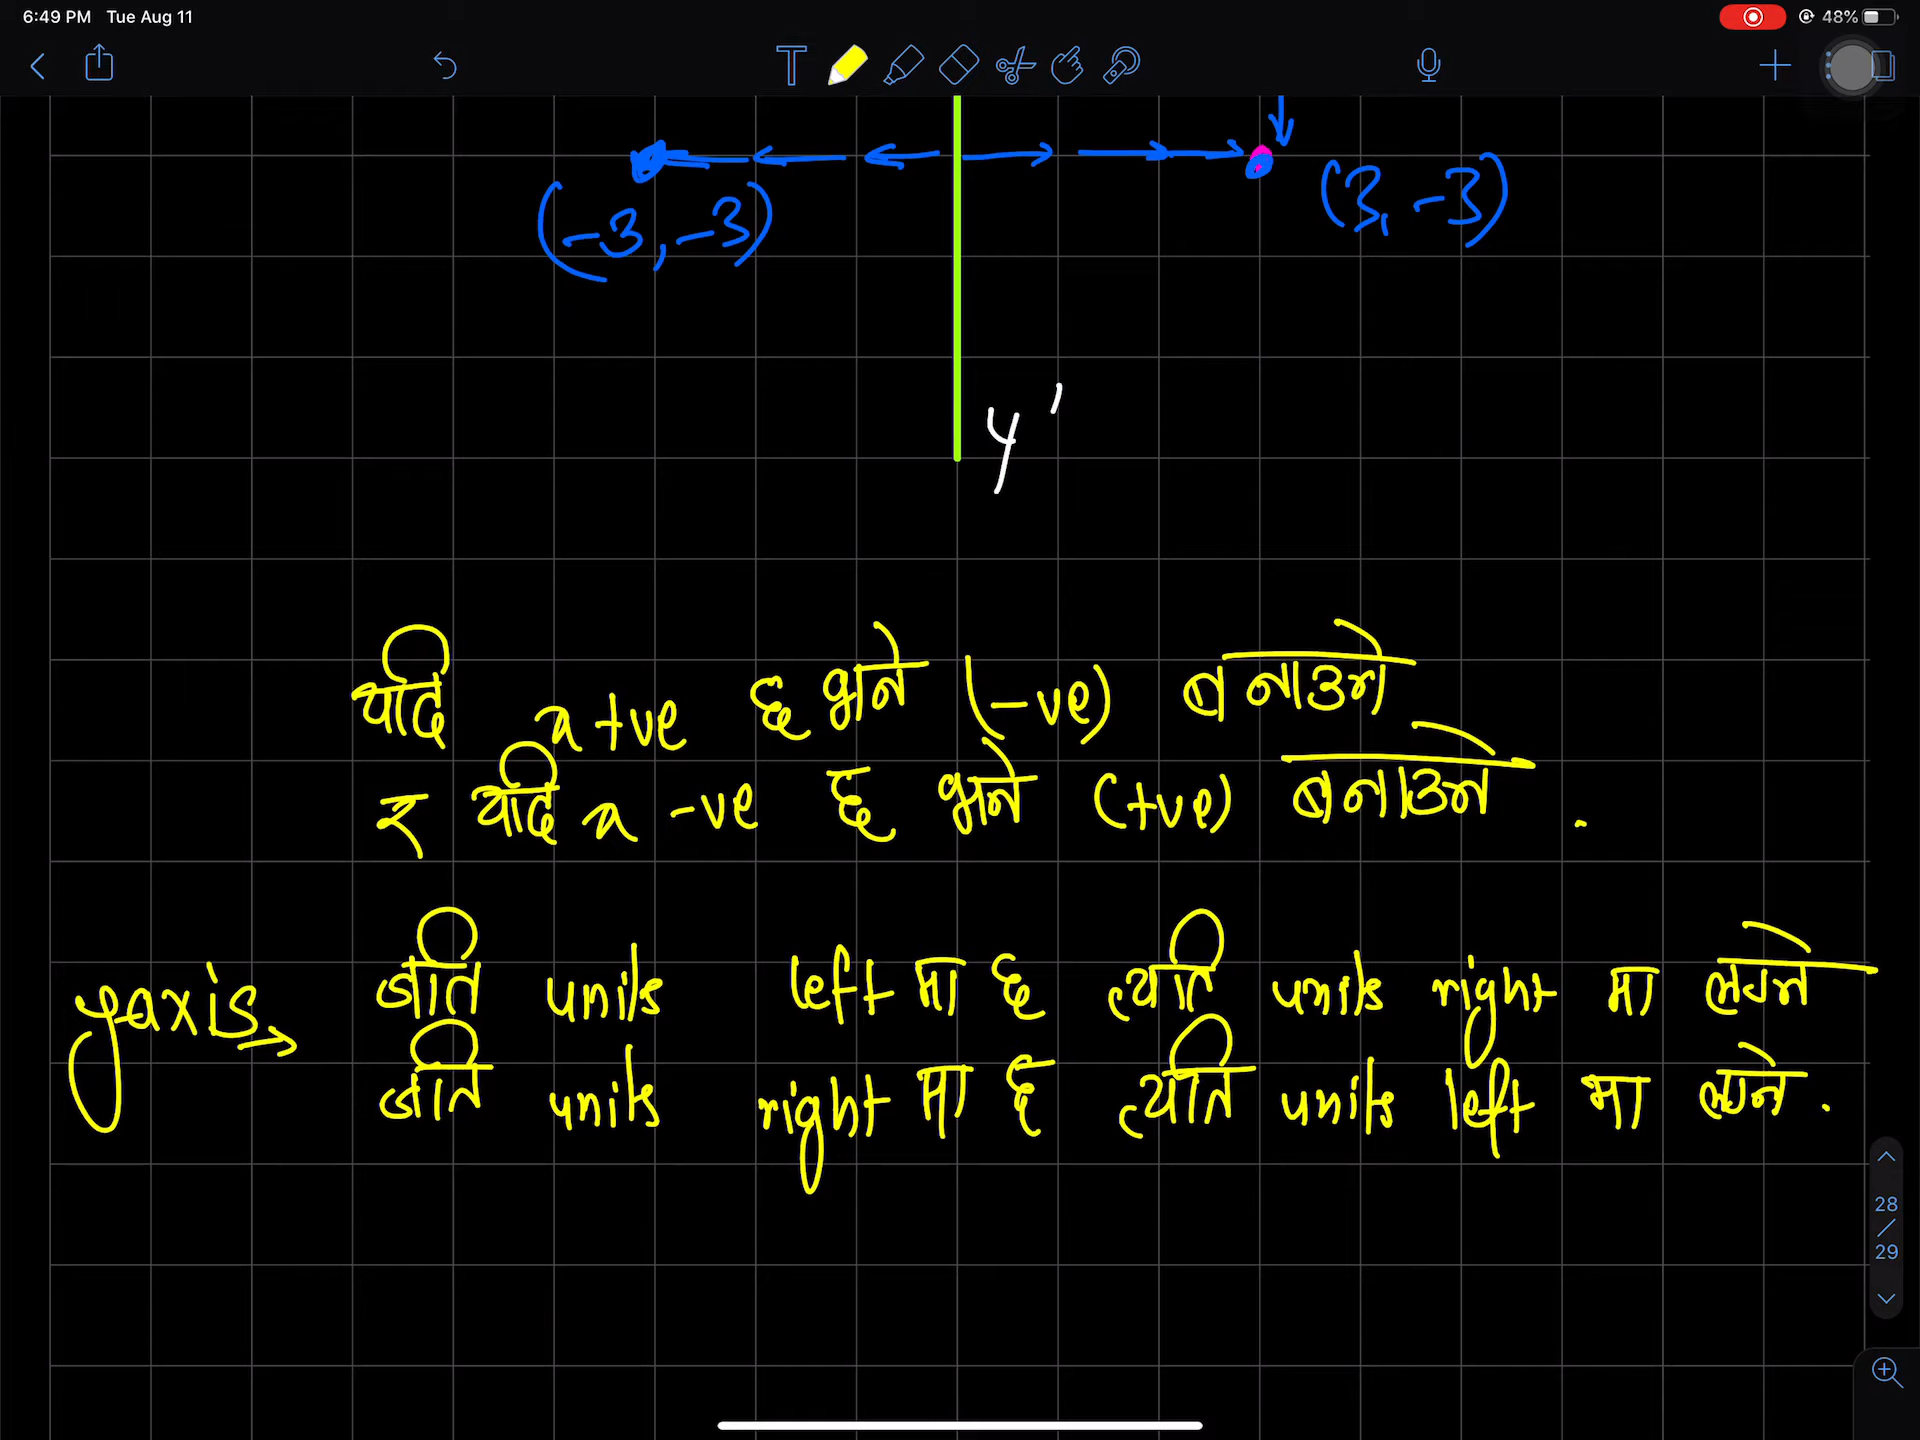 6:49 PM Tue Aug 11
48%
T
(-3, -3)
(3, -3)
y'
यदि x +ve छ भने (-ve) बनाउने
र यदि x -ve छ भने (+ve) बनाउने .
जति units left मा छ त्यति units right मा लग्ने
y-axis →
जति units right मा छ त्यति units left मा लग्ने .
28
/
29